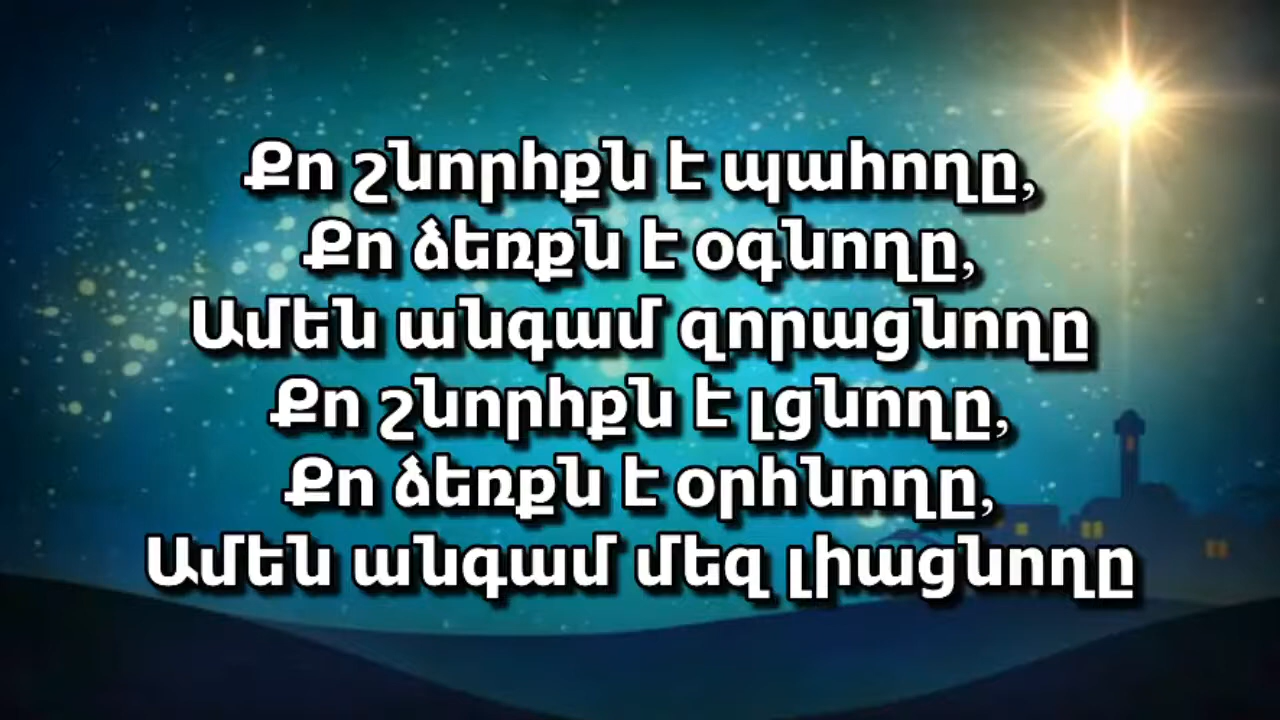 Քո շնորհքն է պահողը,
Քո ձեռքն է օգնողը,
Ամեն անգամ զորացնողը
Քո շնորհքն է լցնողը,
Քո ձեռքն է օրհնողը,
Ամեն անգամ մեզ լիացնողը